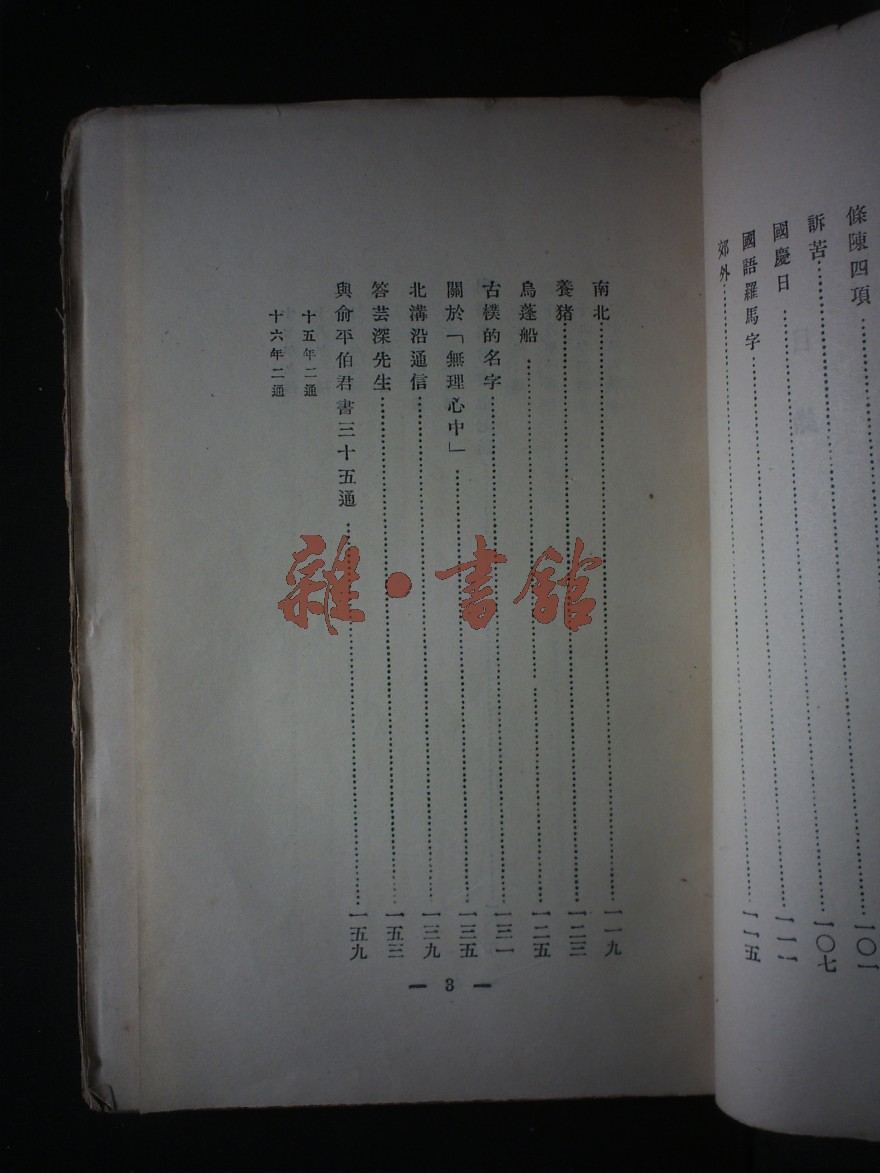 條陳四項
訴苦 一〇一
國慶日 一〇七
國語羅馬字 一一一
郊外 一一五
南北 一一九
養猪 一二三
烏蓬船 一二五
古樸的名字 一三一
關於「無理心中」 一三五
北溝沿通信 一三九
答芸深先生 一五三
與俞平伯君書三十五通 一五九
十五年二通
十六年二通
— 3 —
雜·書館